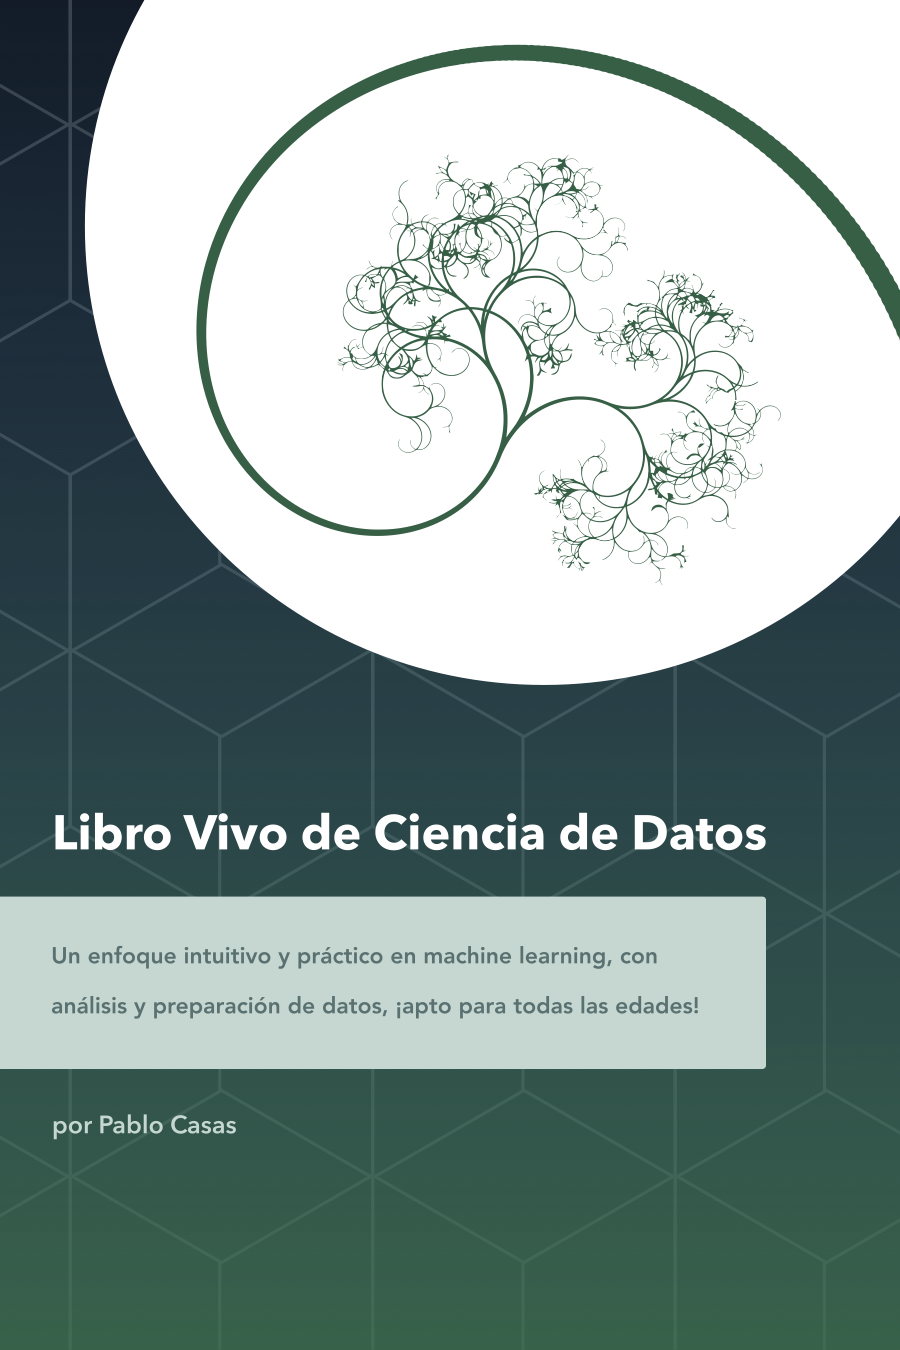 Libro Vivo de Ciencia de Datos
Un enfoque intuitivo y práctico en machine learning, con
análisis y preparación de datos, ¡apto para todas las edades!
por Pablo Casas